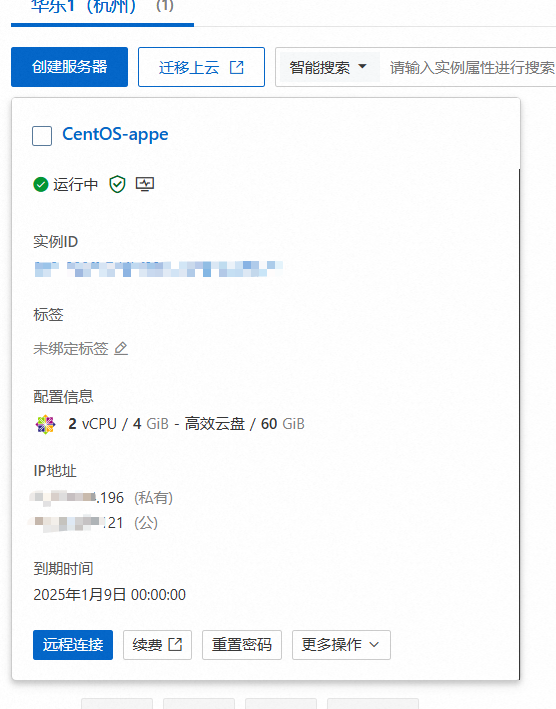 华东1（杭州） (1)
创建服务器 迁移上云 智能搜索 请输入实例属性进行搜索
CentOS-appe
运行中
实例ID
标签
未绑定标签
配置信息
2 vCPU / 4 GiB - 高效云盘 / 60 GiB
IP地址
.196 (私有)
.21 (公)
到期时间
2025年1月9日 00:00:00
远程连接 续费 重置密码 更多操作